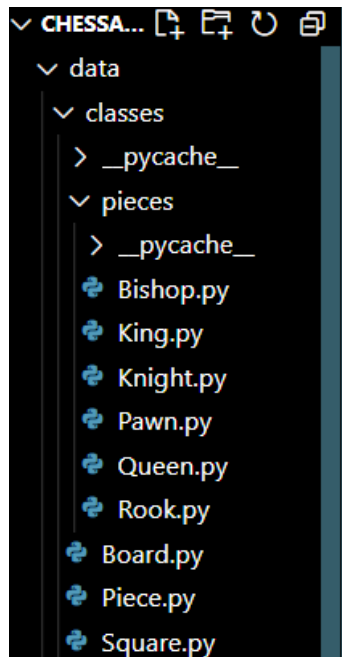 CHESSA...
data
classes
__pycache__
pieces
__pycache__
Bishop.py
King.py
Knight.py
Pawn.py
Queen.py
Rook.py
Board.py
Piece.py
Square.py